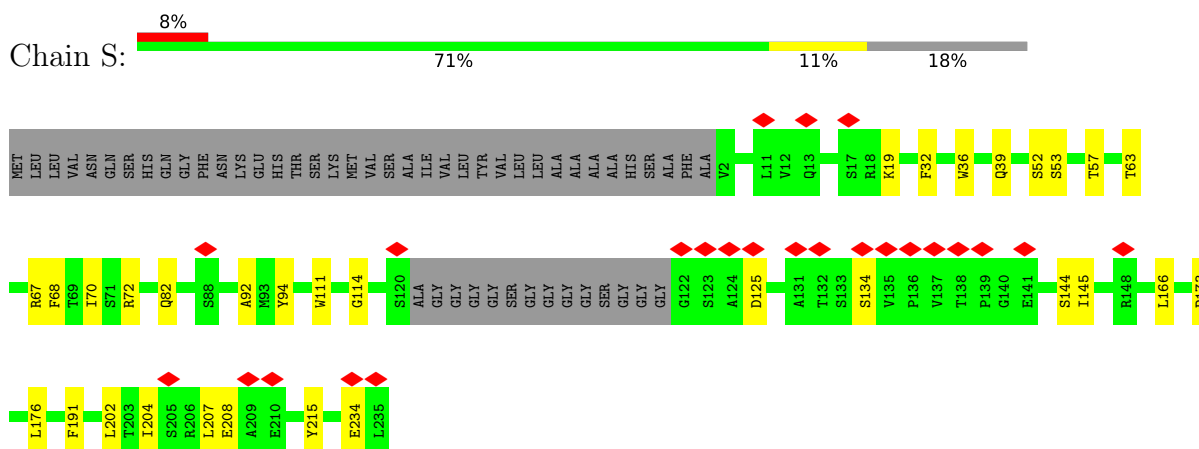 8%
Chain S:
71% 11% 18%
MET LEU LEU VAL ASN GLN SER HIS GLN GLY PHE ASN LYS GLU HIS THR SER LYS MET VAL SER ALA ILE VAL LEU TYR VAL LEU LEU ALA ALA ALA ALA HIS SER ALA PHE ALA V2 L11 V12 Q13 S17 R18 K19 F32 W36 Q39 S52 S53 T57 T63
R67 F68 T69 I70 S71 R72 Q82 S88 A92 M93 Y94 W111 G114 S120 ALA GLY GLY GLY GLY SER GLY GLY GLY GLY SER GLY GLY GLY G122 S123 A124 D125 A131 T132 S133 S134 V135 P136 V137 T138 P139 G140 E141 S144 I145 R148 L166
L176 F191 L202 T203 I204 S205 R206 L207 E208 A209 E210 Y215 E234 L235